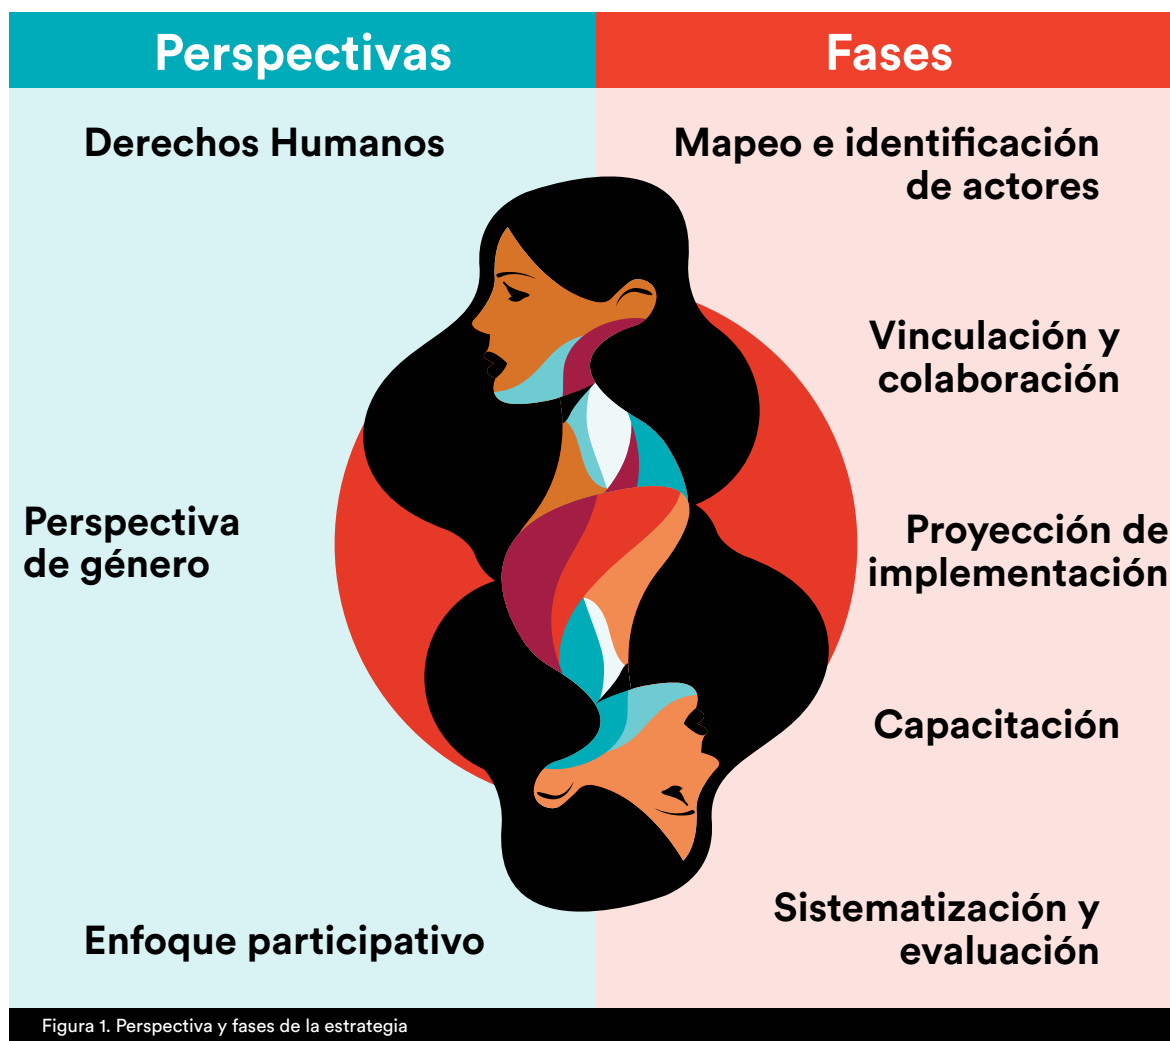 Perspectivas
Derechos Humanos
Perspectiva
de género
Enfoque participativo
Fases
Mapeo e identificación
de actores
Vinculación y
colaboración
Proyección de
implementación
Capacitación
Sistematización y
evaluación
Figura 1. Perspectiva y fases de la estrategia